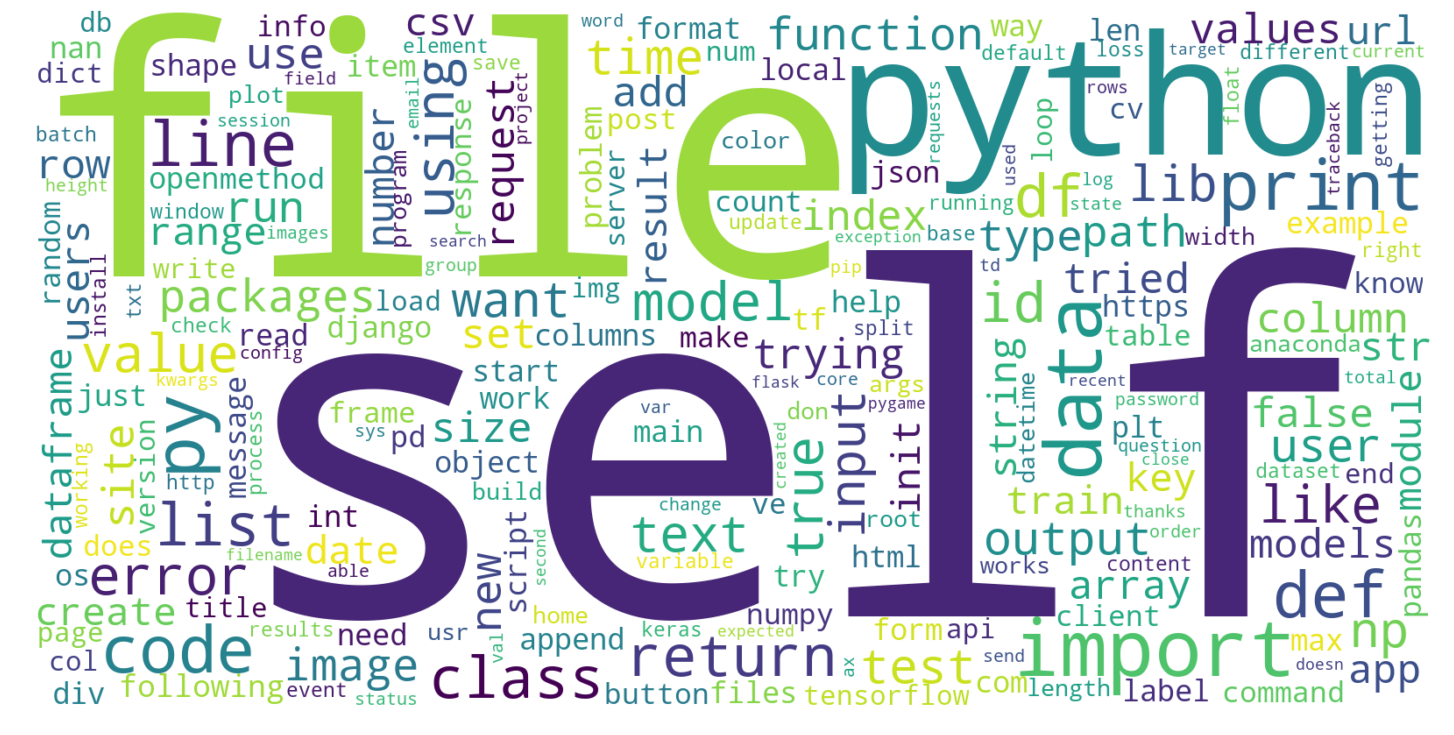 file
python
self
db
info
csv
word
format
function
way
len
values
url
nan
use
element
item
time
num
default
loss
target
different
current
dict
shape
field
save
local
add
rows
cv
float
plot
session
using
email
request
project
post
problem
color
requests
loop
getting
batch
line
row
height
openmethod
number
program
response
server
result
json
used
log
state
traceback
lib
print
window
run
range
images
search
group
count
update
index
exception
running
base
df
type
path
width
example
right
random
users
install
txt
write
packages
load
want
img
model
pip
help
td
id
tried
https
know
check
django
read
config
set
columns
make
tf
split
trying
table
column
anaconda
str
value
kwargs
just
start
work
flask
core
args
pygame
data
recent
total
dataframe
site
py
message
process
frame
sys
pd
size
var
main
don
input
init
string
datetime
password
plt
question
close
false
user
module
working
version
http
object
build
change
created
true
ve
train
key
dataset
end
pandas
does
list
int
text
root
thanks
order
like
os
error
filename
date
able
new
script
second
variable
try
html
output
works
content
models
create
title
array
def
page
results
need
usr
val
home
append
keras
expected
numpy
form
api
client
max
np
col
code
image
return
ax
test
send
import
doesn
app
div
following
event
status
class
button
files
tensorflow
com
length
label
command